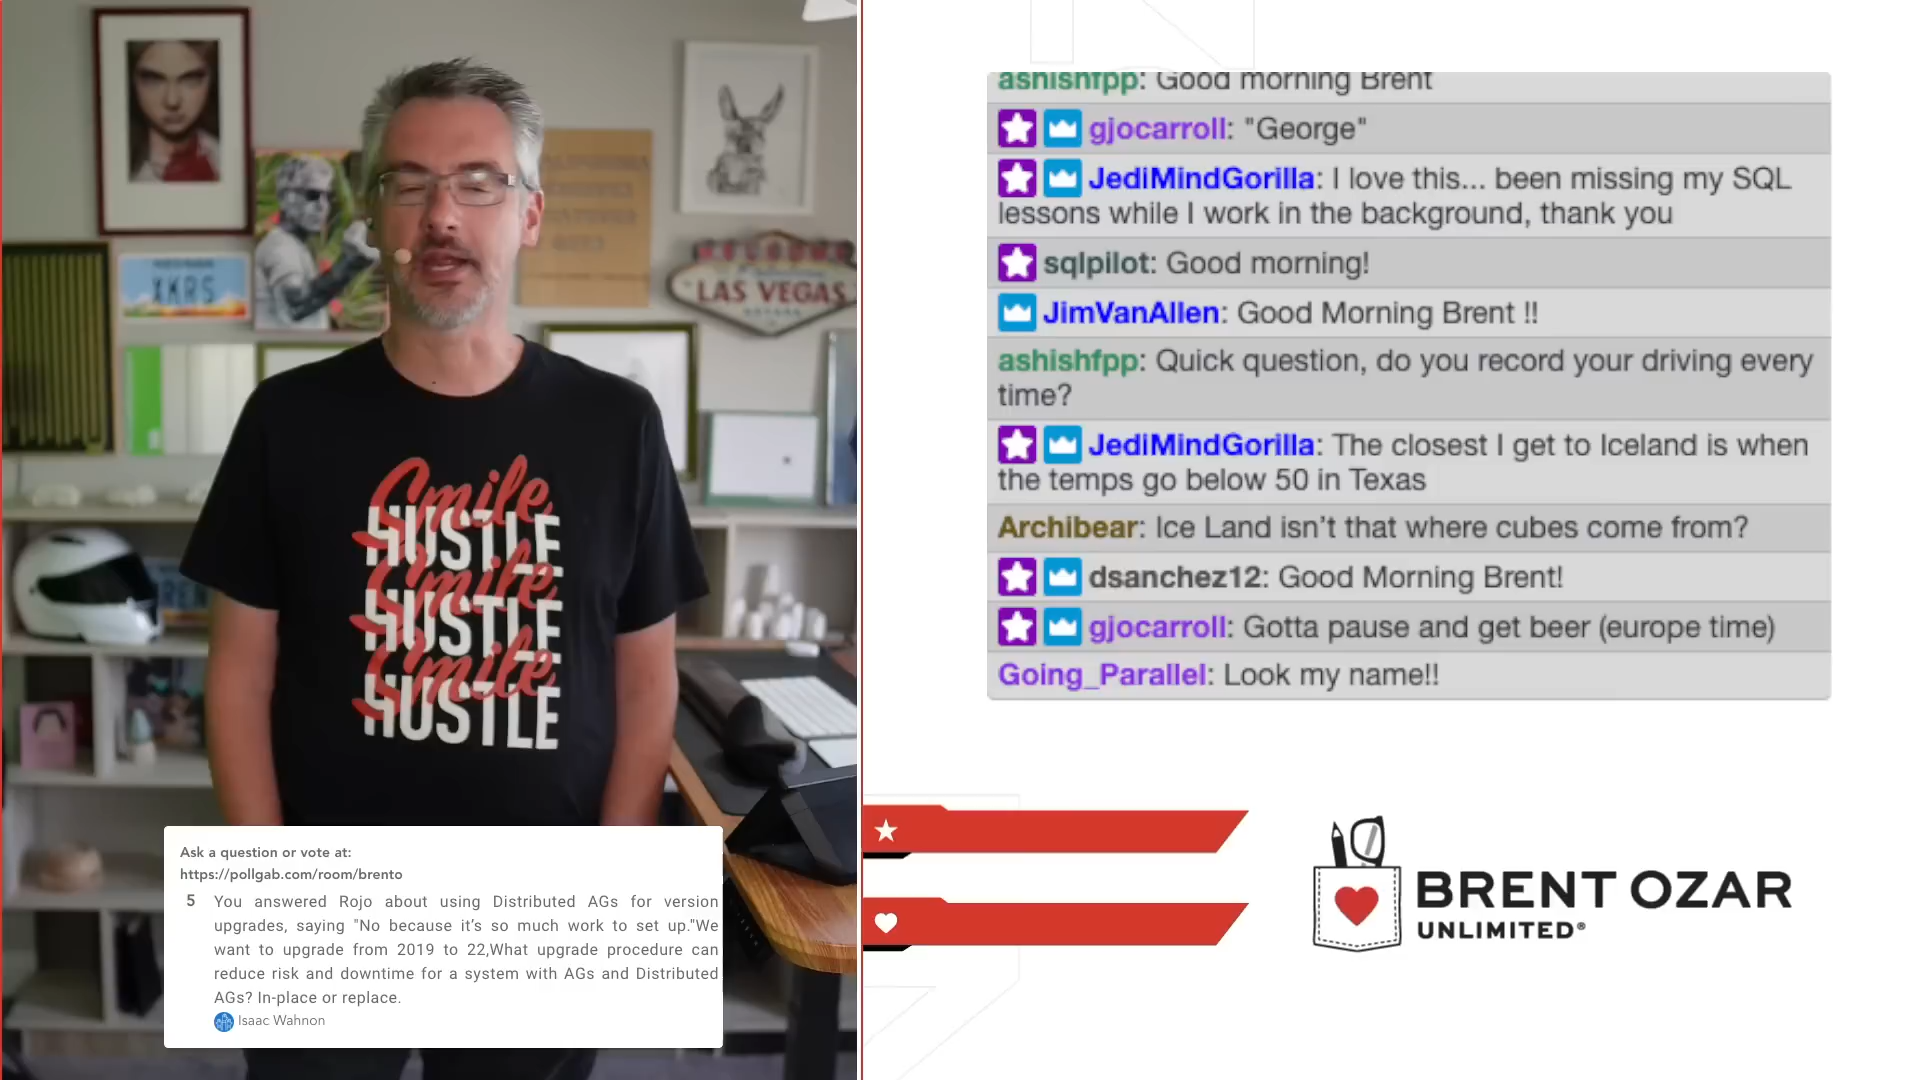 XKRS
WELCOME
LAS VEGAS
NEVADA
Smile
HUSTLE
Smile
HUSTLE
Smile
HUSTLE
Ask a question or vote at:
https://pollgab.com/room/brento
5 You answered Rojo about using Distributed AGs for version
upgrades, saying "No because it's so much work to set up."We
want to upgrade from 2019 to 22,What upgrade procedure can
reduce risk and downtime for a system with AGs and Distributed
AGs? In-place or replace.
Isaac Wahnon
ashishfpp: Good morning Brent
gjocarroll: "George"
JediMindGorilla: I love this... been missing my SQL
lessons while I work in the background, thank you
sqlpilot: Good morning!
JimVanAllen: Good Morning Brent !!
ashishfpp: Quick question, do you record your driving every
time?
JediMindGorilla: The closest I get to Iceland is when
the temps go below 50 in Texas
Archibear: Ice Land isn't that where cubes come from?
dsanchez12: Good Morning Brent!
gjocarroll: Gotta pause and get beer (europe time)
Going_Parallel: Look my name!!
BRENT OZAR
UNLIMITED®